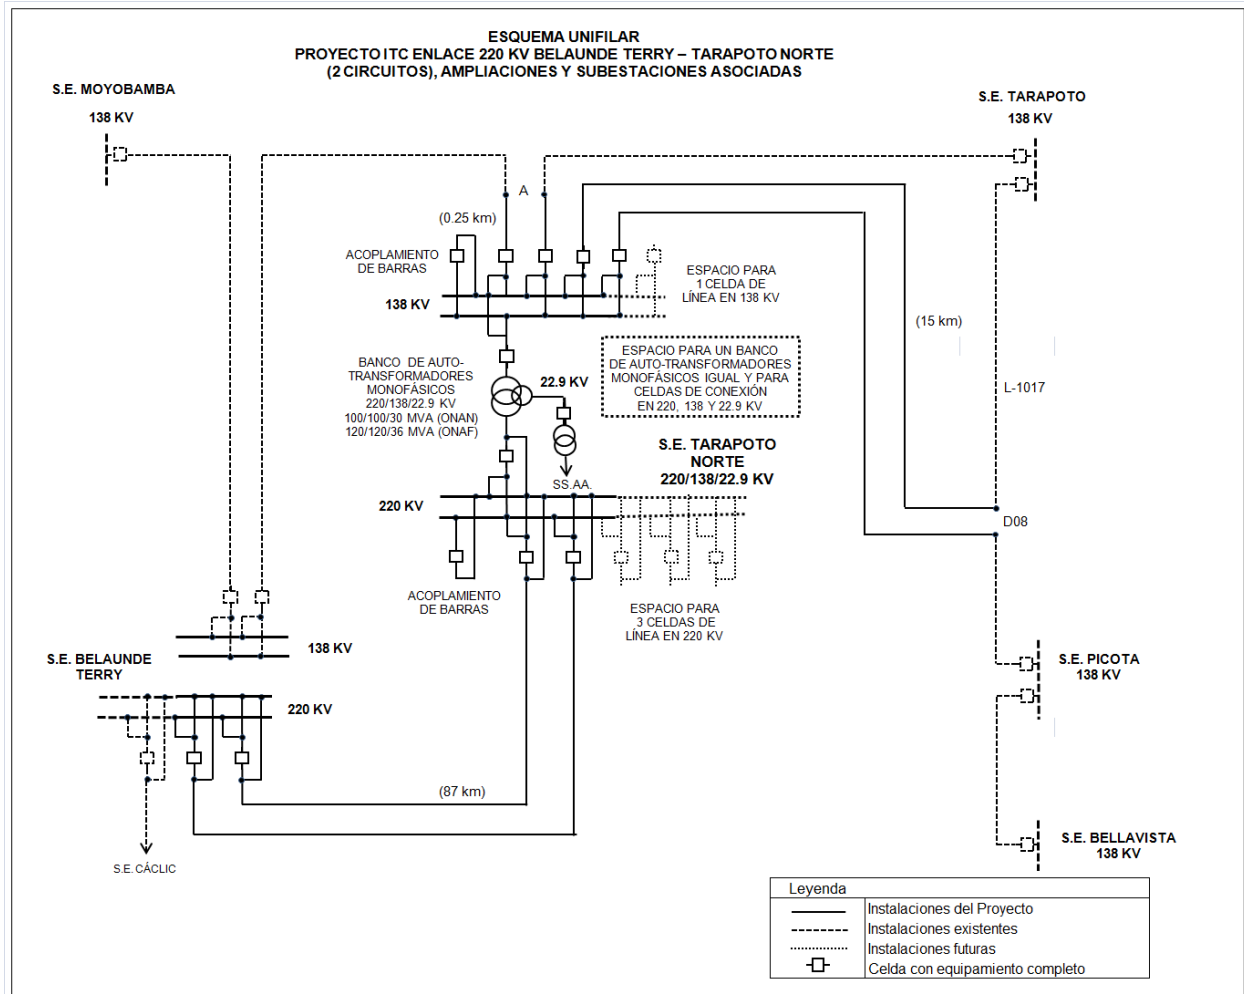 ESQUEMA UNIFILAR
PROYECTO ITC ENLACE 220 KV BELAUNDE TERRY – TARAPOTO NORTE
(2 CIRCUITOS), AMPLIACIONES Y SUBESTACIONES ASOCIADAS
S.E. MOYOBAMBA
138 KV
S.E. TARAPOTO
138 KV
A
(0.25 km)
ACOPLAMIENTO
DE BARRAS
138 KV
ESPACIO PARA
1 CELDA DE
LÍNEA EN 138 KV
(15 km)
L-1017
BANCO DE AUTO-
TRANSFORMADORES
MONOFÁSICOS
220/138/22.9 KV
100/100/30 MVA (ONAN)
120/120/36 MVA (ONAF)
22.9 KV
ESPACIO PARA UN BANCO
DE AUTO-TRANSFORMADORES
MONOFÁSICOS IGUAL Y PARA
CELDAS DE CONEXIÓN
EN 220, 138 Y 22.9 KV
S.E. TARAPOTO
NORTE
220/138/22.9 KV
SS.AA.
220 KV
D08
ACOPLAMIENTO
DE BARRAS
ESPACIO PARA
3 CELDAS DE
LÍNEA EN 220 KV
138 KV
S.E. BELAUNDE
TERRY
220 KV
S.E. PICOTA
138 KV
(87 km)
S.E. CÁCLIC
S.E. BELLAVISTA
138 KV
Leyenda
Instalaciones del Proyecto
Instalaciones existentes
Instalaciones futuras
Celda con equipamiento completo